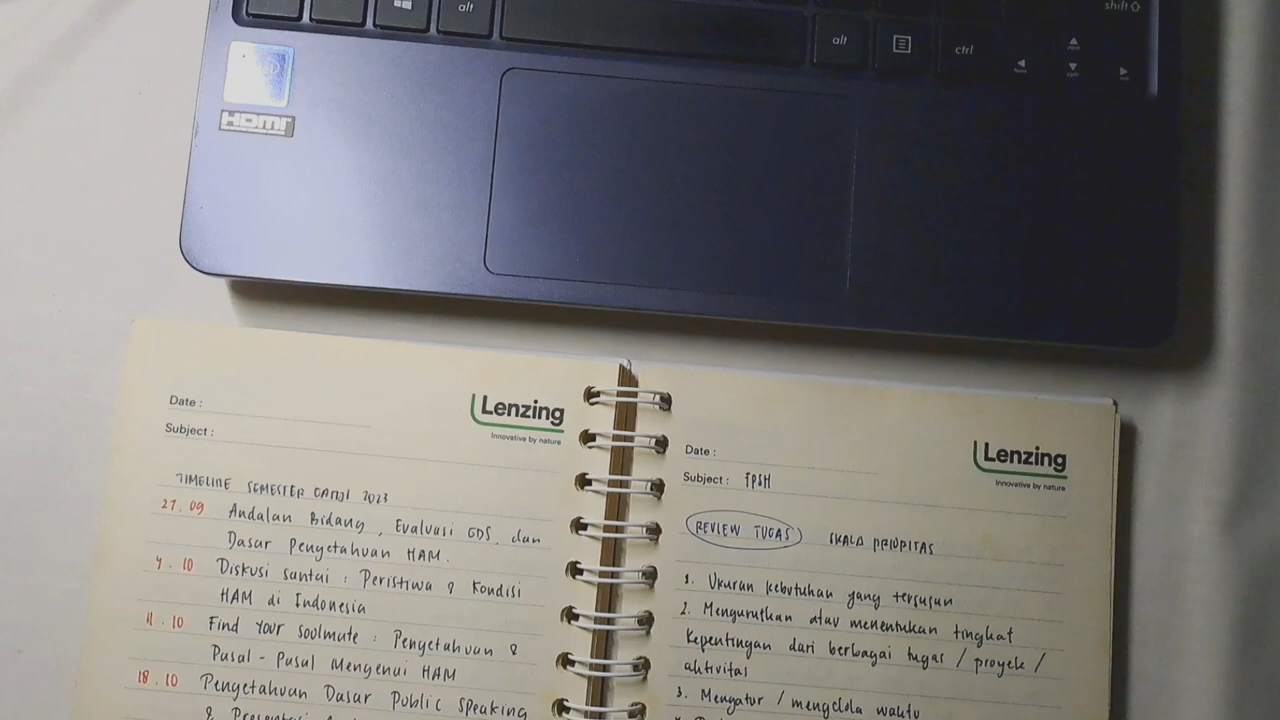 alt
alt
ctrl
shift
HDMI
Date :
Subject :
Lenzing
Innovative by nature
TIMELINE SEMESTER GANJIL 2023
27.09 Andalan Bidang, Evaluasi GDS, dan
Dasar Pengetahuan HAM.
4.10 Diskusi santai : Peristiwa & Kondisi
HAM di Indonesia
11.10 Find Your Soulmate : Pengetahuan &
Pasal - Pasal Mengenai HAM
18.10 Pengetahuan Dasar Public Speaking
Date :
Subject : FPSH
Lenzing
Innovative by nature
REVIEW TUGAS SKALA PRIORITAS
1. Ukuran kebutuhan yang tersusun
2. Mengurutkan atau menentukan tingkat
kepentingan dari berbagai tugas / proyek /
aktivitas
3. Mengatur / mengelola waktu